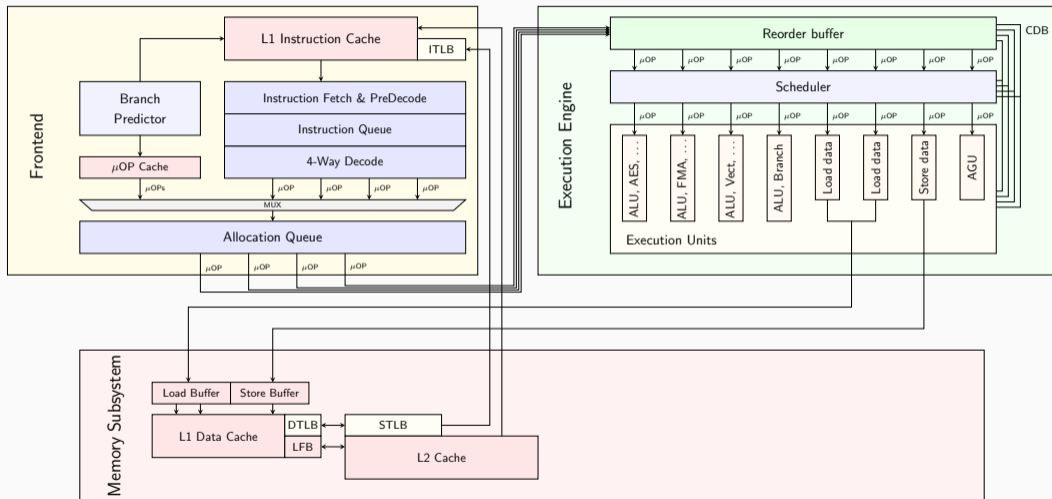 Frontend
L1 Instruction Cache
ITLB
Branch
Predictor
Instruction Fetch & PreDecode
Instruction Queue
4-Way Decode
μOP Cache
μOPs
μOP
μOP
μOP
μOP
MUX
Allocation Queue
μOP
μOP
μOP
μOP
Execution Engine
Reorder buffer
CDB
μOP
μOP
μOP
μOP
μOP
μOP
μOP
μOP
Scheduler
μOP
μOP
μOP
μOP
μOP
μOP
μOP
μOP
ALU, AES, ...
ALU, FMA, ...
ALU, Vect, ...
ALU, Branch
Load data
Load data
Store data
AGU
Execution Units
Memory Subsystem
Load Buffer
Store Buffer
L1 Data Cache
DTLB
LFB
STLB
L2 Cache